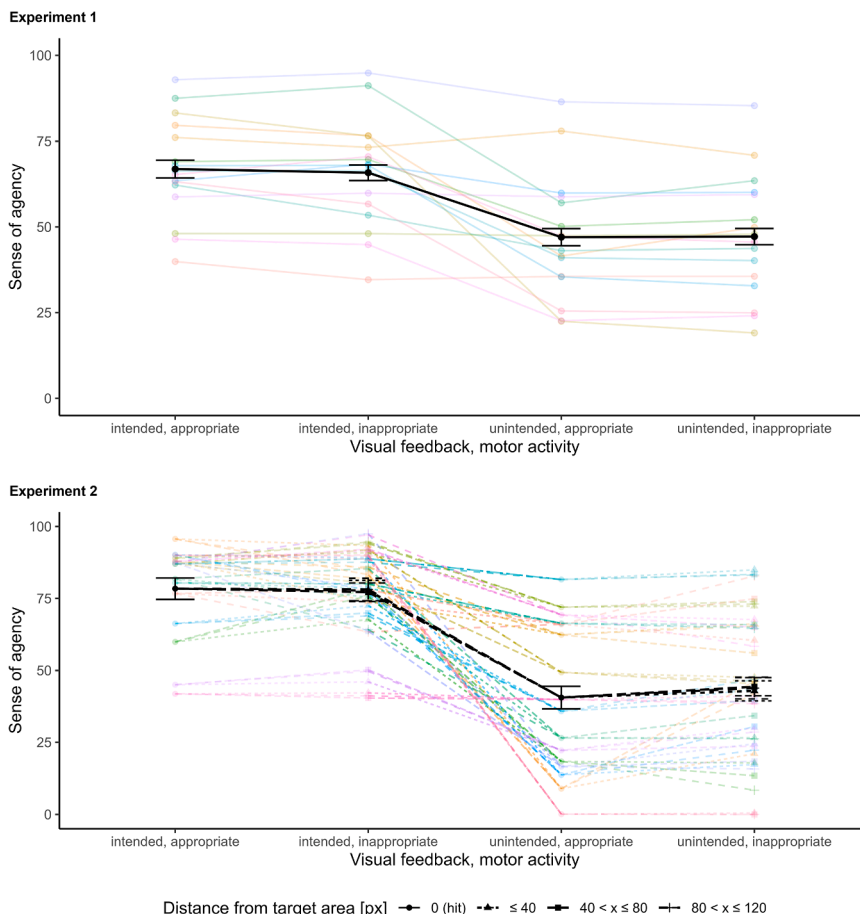 Experiment 1
100
75
50
25
0
Sense of agency
intended, appropriate
intended, inappropriate
unintended, appropriate
unintended, inappropriate
Visual feedback, motor activity
Experiment 2
100
75
50
25
0
Sense of agency
intended, appropriate
intended, inappropriate
unintended, appropriate
unintended, inappropriate
Visual feedback, motor activity
Distance from target area [px] 0 (hit) ≤ 40 40 < x ≤ 80 80 < x ≤ 120